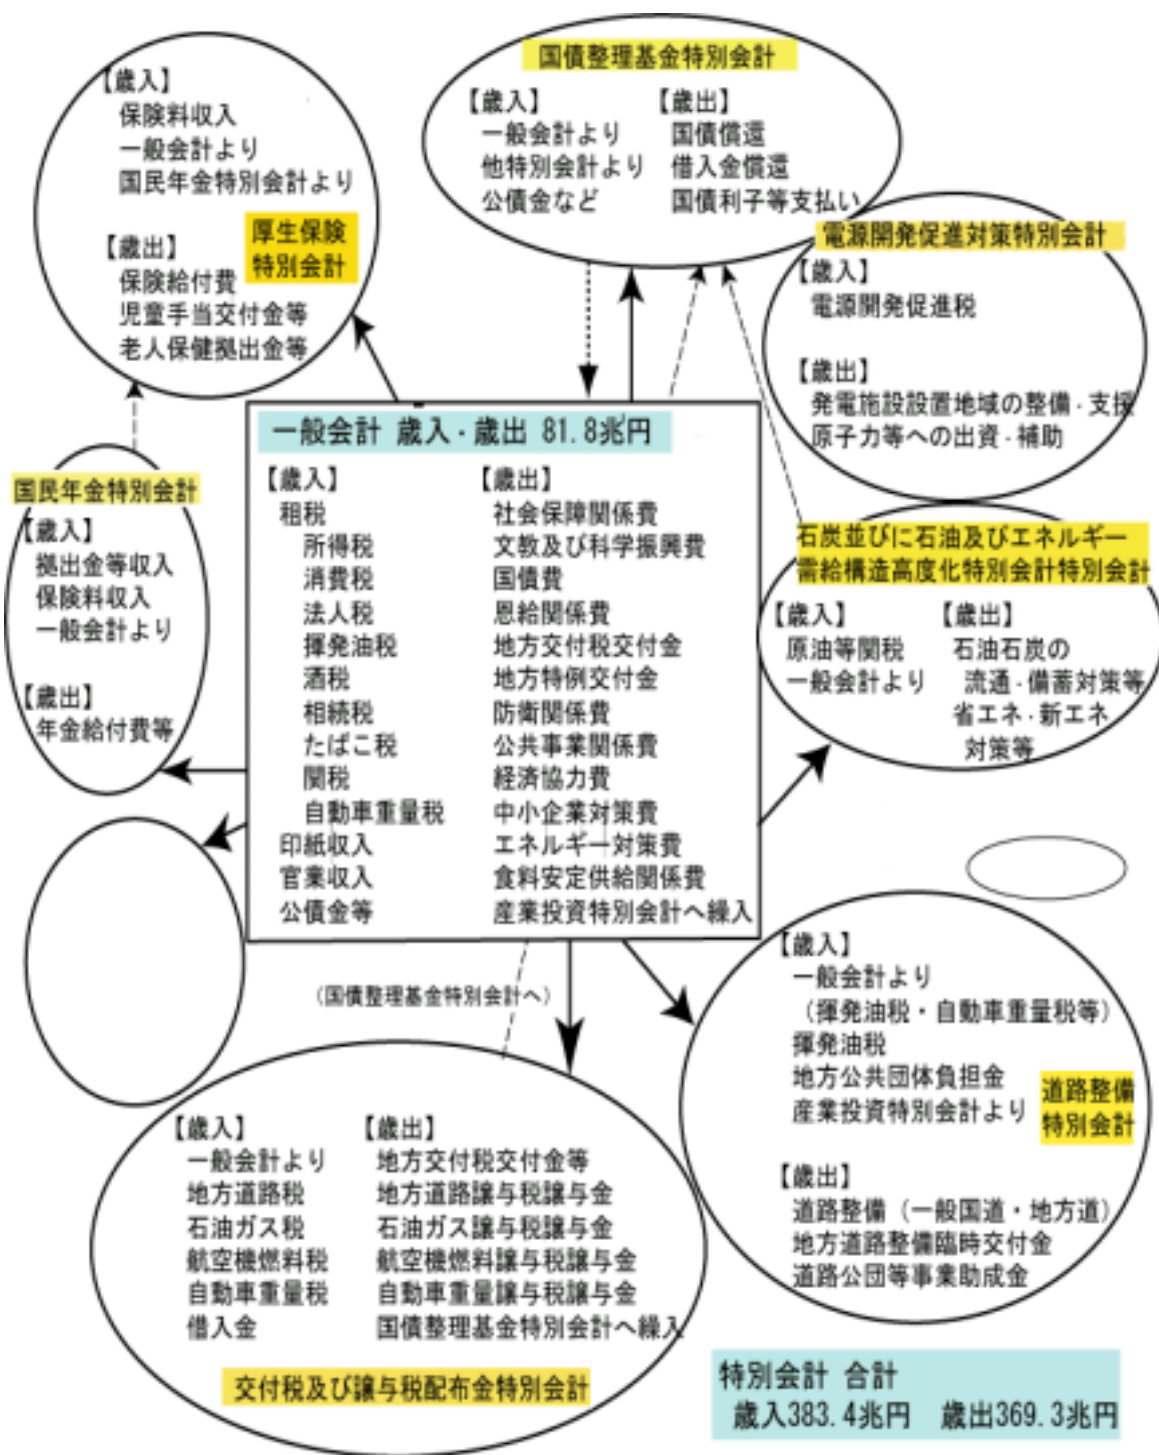 【歳入】
保険料収入
一般会計より
国民年金特別会計より
【歳出】
保険給付費
児童手当交付金等
老人保健拠出金等
厚生保険
特別会計
国債整理基金特別会計
【歳入】
一般会計より
他特別会計より
公債金など
【歳出】
国債償還
借入金償還
国債利子等支払い
電源開発促進対策特別会計
【歳入】
電源開発促進税
【歳出】
発電施設設置地域の整備・支援
原子力等への出資・補助
一般会計 歳入・歳出 81.8兆円
【歳入】
租税
所得税
消費税
法人税
揮発油税
酒税
相続税
たばこ税
関税
自動車重量税
印紙収入
官業収入
公債金等
【歳出】
社会保障関係費
文教及び科学振興費
国債費
恩給関係費
地方交付税交付金
地方特例交付金
防衛関係費
公共事業関係費
経済協力費
中小企業対策費
エネルギー対策費
食料安定供給関係費
産業投資特別会計へ繰入
国民年金特別会計
【歳入】
拠出金等収入
保険料収入
一般会計より
【歳出】
年金給付費等
石炭並びに石油及びエネルギー
需給構造高度化特別会計特別会計
【歳入】
原油等関税
一般会計より
【歳出】
石油石炭の
流通・備蓄対策等
省エネ・新エネ
対策等
（国債整理基金特別会計へ）
【歳入】
一般会計より
（揮発油税・自動車重量税等）
揮発油税
地方公共団体負担金
産業投資特別会計より
【歳出】
道路整備（一般国道・地方道）
地方道路整備臨時交付金
道路公団等事業助成金
道路整備
特別会計
【歳入】
一般会計より
地方道路税
石油ガス税
航空機燃料税
自動車重量税
借入金
【歳出】
地方交付税交付金等
地方道路譲与税譲与金
石油ガス譲与税譲与金
航空機燃料譲与税譲与金
自動車重量譲与税譲与金
国債整理基金特別会計へ繰入
交付税及び譲与税配布金特別会計
特別会計 合計
歳入383.4兆円 歳出369.3兆円